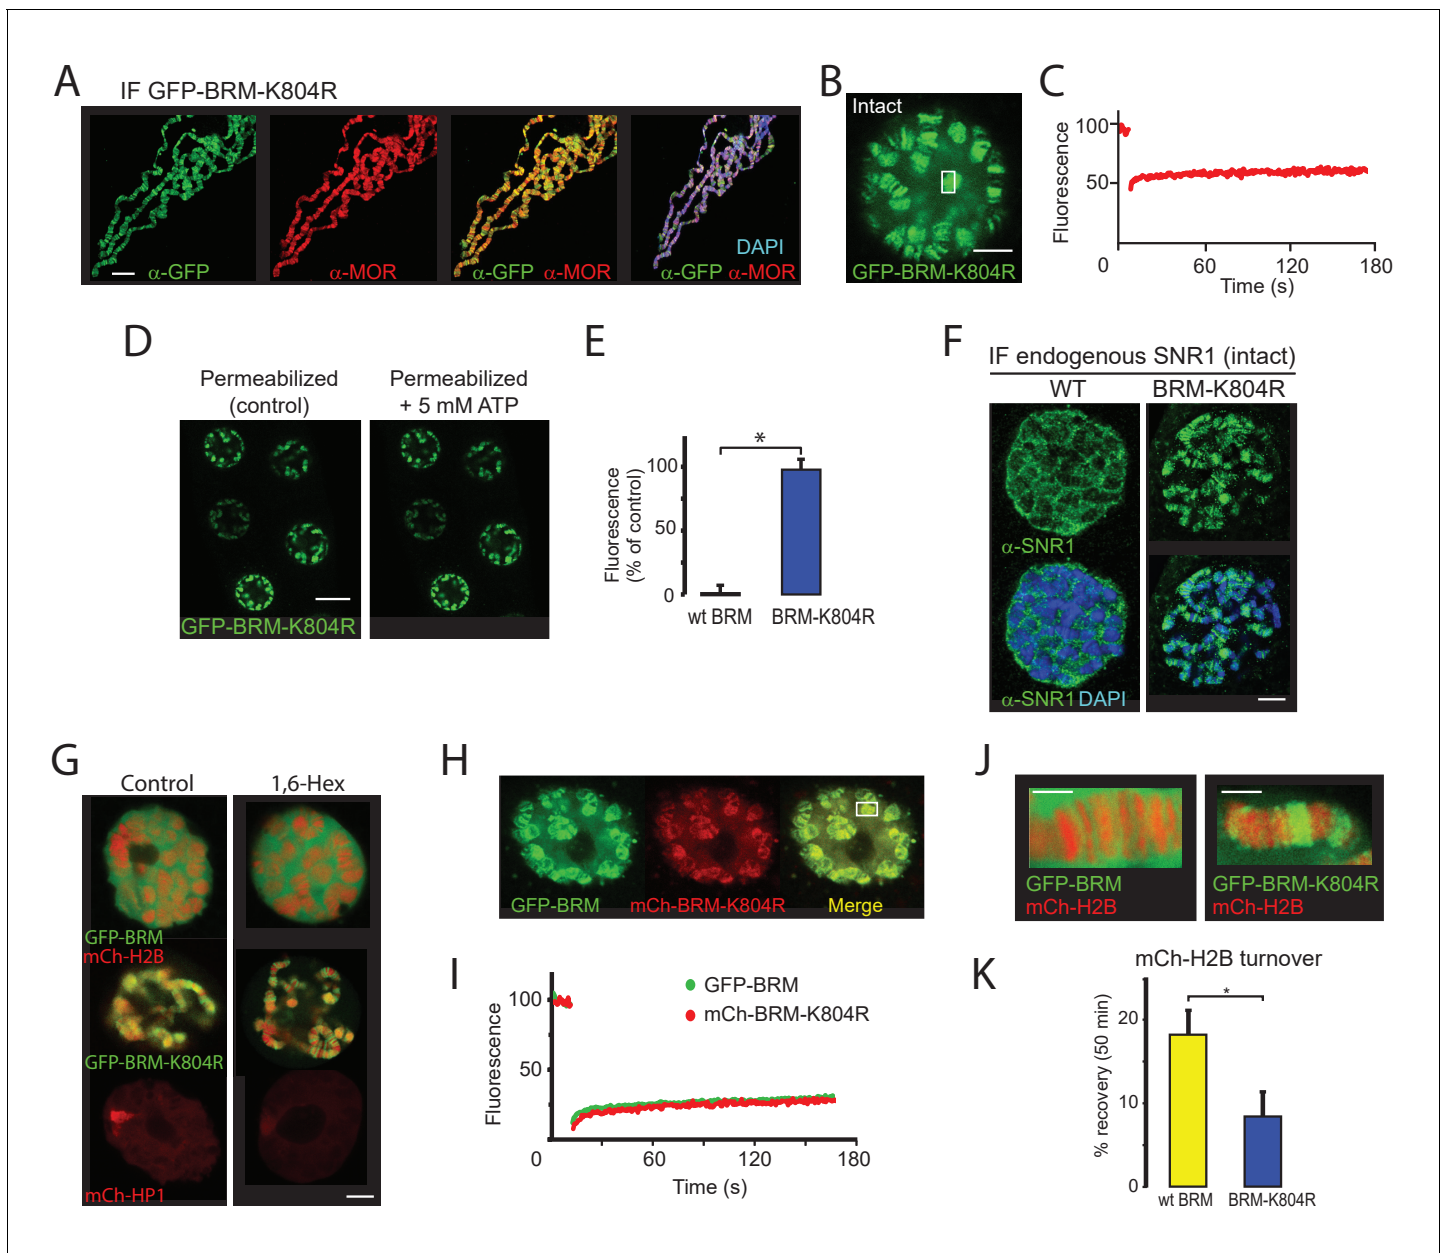 A
IF GFP-BRM-K804R
α-GFP
α-MOR
α-GFP α-MOR
DAPI
α-GFP α-MOR
B
Intact
GFP-BRM-K804R
C
Fluorescence
100
50
0
60
120
180
Time (s)
D
Permeabilized
(control)
Permeabilized
+ 5 mM ATP
GFP-BRM-K804R
E
Fluorescence
(% of control)
100
50
0
*
wt BRM
BRM-K804R
F
IF endogenous SNR1 (intact)
WT
BRM-K804R
α-SNR1
α-SNR1 DAPI
G
Control
1,6-Hex
GFP-BRM
mCh-H2B
GFP-BRM-K804R
mCh-HP1
H
GFP-BRM
mCh-BRM-K804R
Merge
I
Fluorescence
100
50
0
60
120
180
Time (s)
GFP-BRM
mCh-BRM-K804R
J
GFP-BRM
mCh-H2B
GFP-BRM-K804R
mCh-H2B
K
mCh-H2B turnover
% recovery (50 min)
20
10
0
*
wt BRM
BRM-K804R